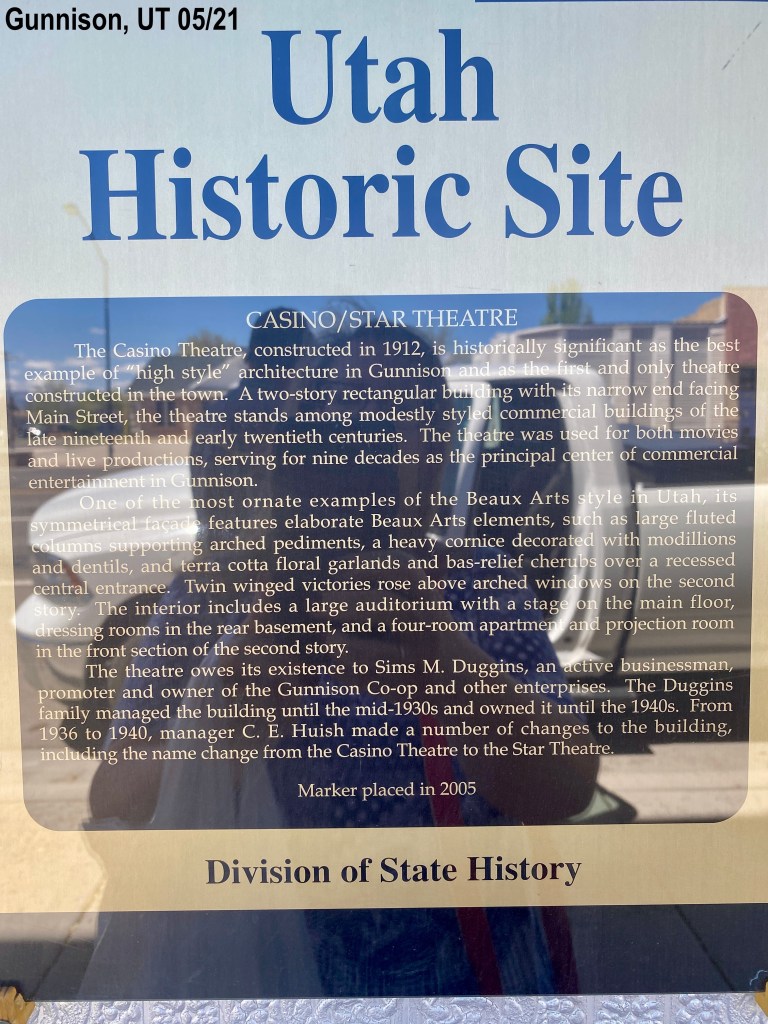 Gunnison, UT 05/21
Utah
Historic Site
CASINO/STAR THEATRE
The Casino Theatre, constructed in 1912, is historically significant as the best
example of “high style” architecture in Gunnison and as the first and only theatre
constructed in the town. A two-story rectangular building with its narrow end facing
Main Street, the theatre stands among modestly styled commercial buildings of the
late nineteenth and early twentieth centuries. The theatre was used for both movies
and live productions, serving for nine decades as the principal center of commercial
entertainment in Gunnison.
One of the most ornate examples of the Beaux Arts style in Utah, its
symmetrical façade features elaborate Beaux Arts elements, such as large fluted
columns supporting arched pediments, a heavy cornice decorated with modillions
and dentils, and terra cotta floral garlands and bas-relief cherubs over a recessed
central entrance. Twin winged victories rose above arched windows on the second
story. The interior includes a large auditorium with a stage on the main floor,
dressing rooms in the rear basement, and a four-room apartment and projection room
in the front section of the second story.
The theatre owes its existence to Sims M. Duggins, an active businessman,
promoter and owner of the Gunnison Co-op and other enterprises. The Duggins
family managed the building until the mid-1930s and owned it until the 1940s. From
1936 to 1940, manager C. E. Huish made a number of changes to the building,
including the name change from the Casino Theatre to the Star Theatre.
Marker placed in 2005
Division of State History